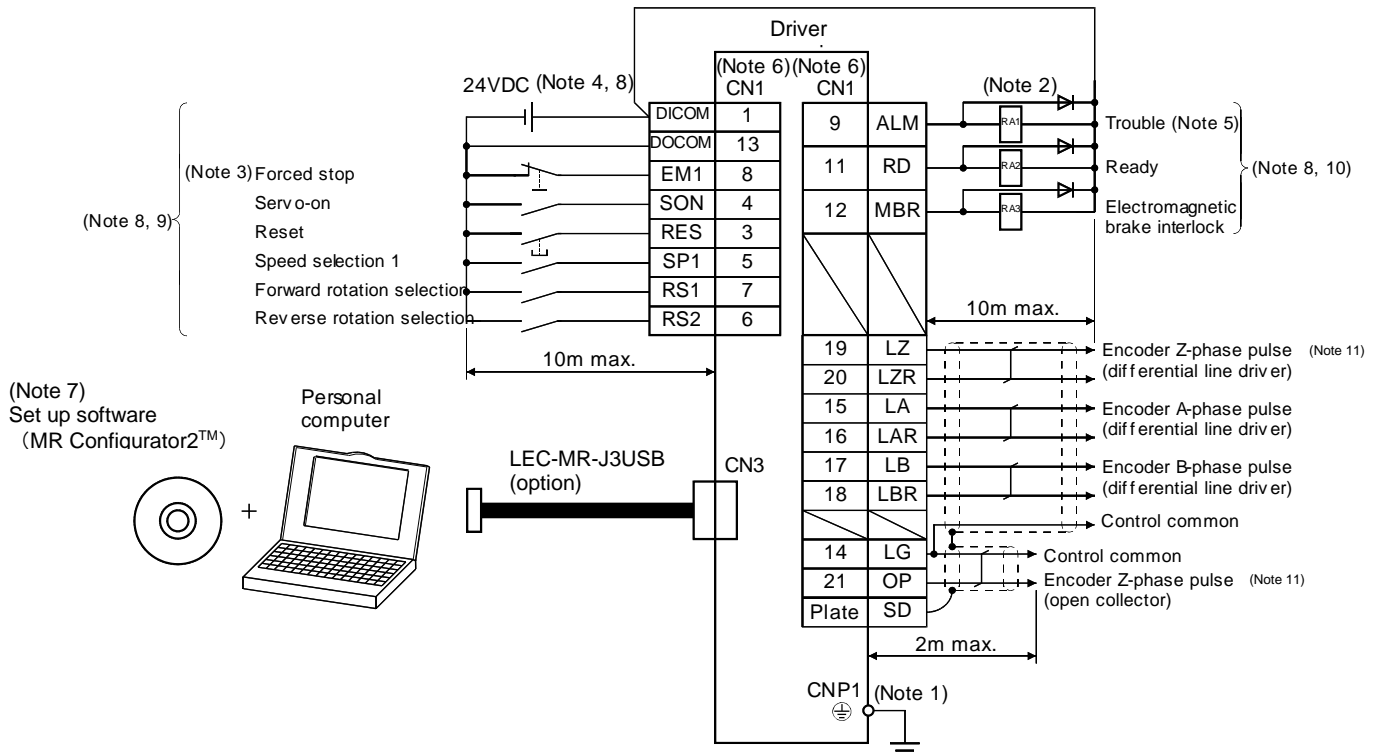 Driver
(Note 6) (Note 6)
CN1 CN1
24VDC (Note 4, 8)
(Note 2)
DICOM 1
DOCOM 13
(Note 3) Forced stop EM1 8
Servo-on SON 4
Reset RES 3
Speed selection 1 SP1 5
Forward rotation selection RS1 7
Reverse rotation selection RS2 6
(Note 8, 9)
10m max.
9 ALM RA1 Trouble (Note 5)
11 RD RA2 Ready
12 MBR RA3 Electromagnetic
brake interlock
(Note 8, 10)
10m max.
19 LZ Encoder Z-phase pulse (Note 11)
20 LZR (differential line driver)
15 LA Encoder A-phase pulse
16 LAR (differential line driver)
17 LB Encoder B-phase pulse
18 LBR (differential line driver)
Control common
14 LG Control common
21 OP Encoder Z-phase pulse (Note 11)
(open collector)
Plate SD
2m max.
(Note 7)
Set up software
(MR Configurator2TM)
+
Personal
computer
LEC-MR-J3USB
(option)
CN3
CNP1 (Note 1)